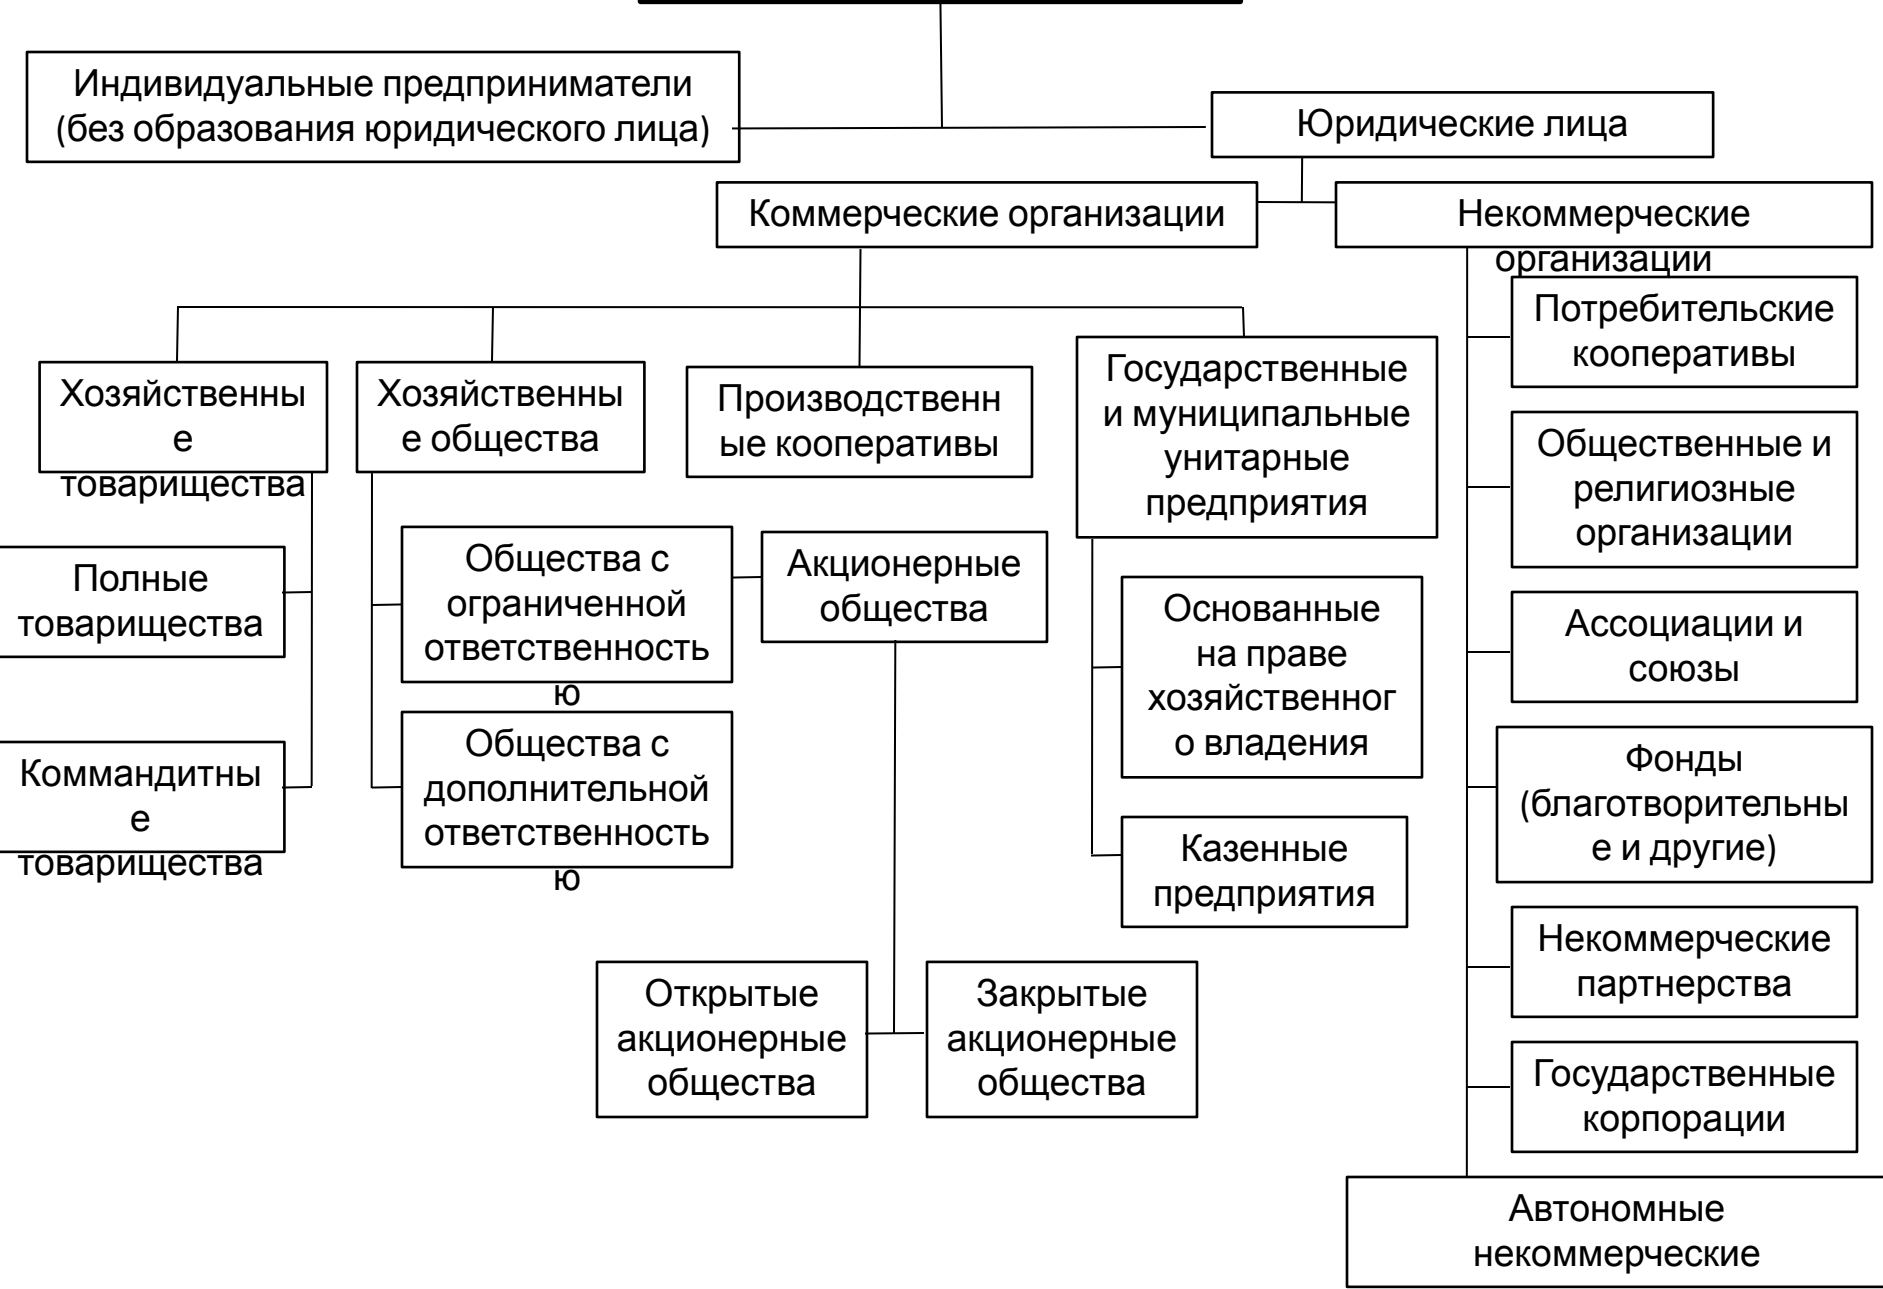 Индивидуальные предприниматели
(без образования юридического лица)
Юридические лица
Коммерческие организации
Некоммерческие
организации
Хозяйственны
е
товарищества
Хозяйственны
е общества
Производственн
ые кооперативы
Государственные
и муниципальные
унитарные
предприятия
Потребительские
кооперативы
Общественные и
религиозные
организации
Ассоциации и
союзы
Фонды
(благотворительны
е и другие)
Некоммерческие
партнерства
Государственные
корпорации
Автономные
некоммерческие
Полные
товарищества
Коммандитны
е
товарищества
Общества с
ограниченной
ответственность
ю
Общества с
дополнительной
ответственность
ю
Акционерные
общества
Основанные
на праве
хозяйственног
о владения
Казенные
предприятия
Открытые
акционерные
общества
Закрытые
акционерные
общества